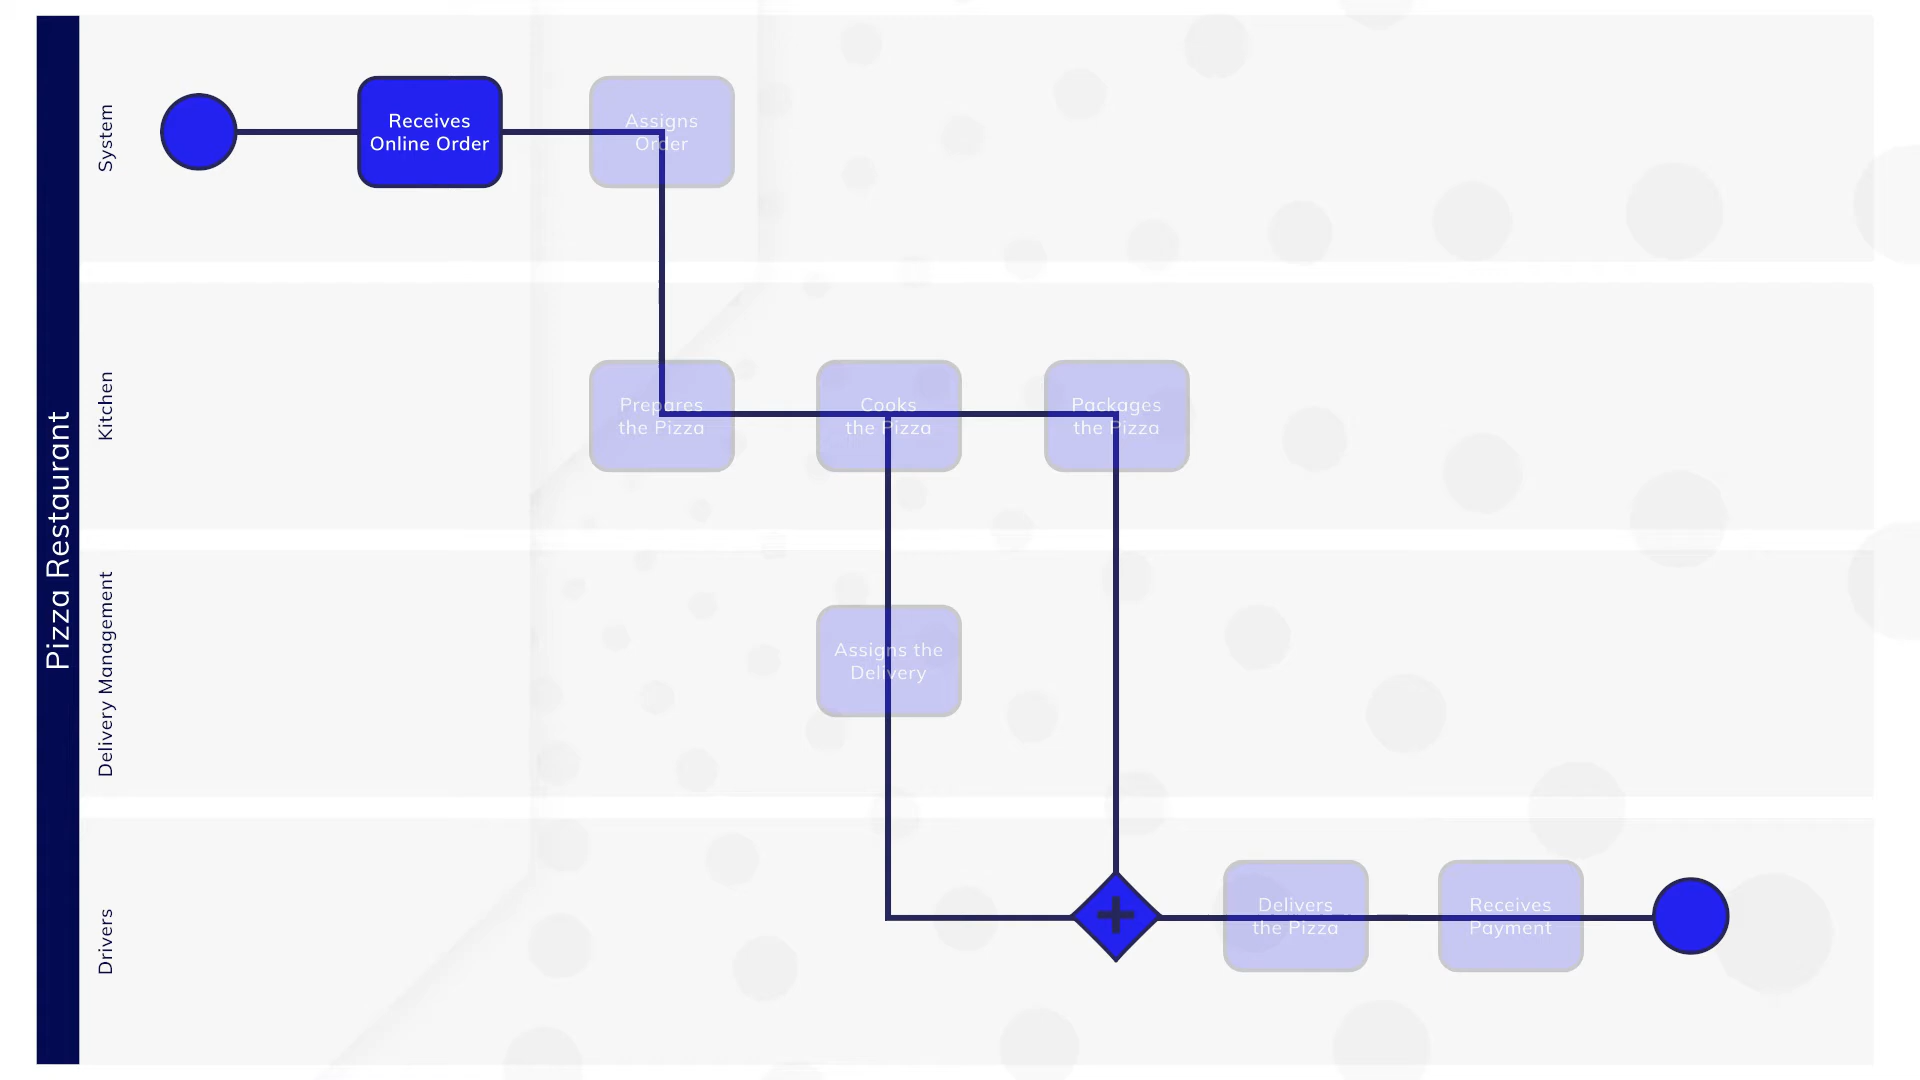 Pizza Restaurant
System
Receives
Online Order
Assigns
Order
Kitchen
Prepares
the Pizza
Cooks
the Pizza
Packages
the Pizza
Delivery Management
Assigns the
Delivery
Drivers
Delivers
the Pizza
Receives
Payment